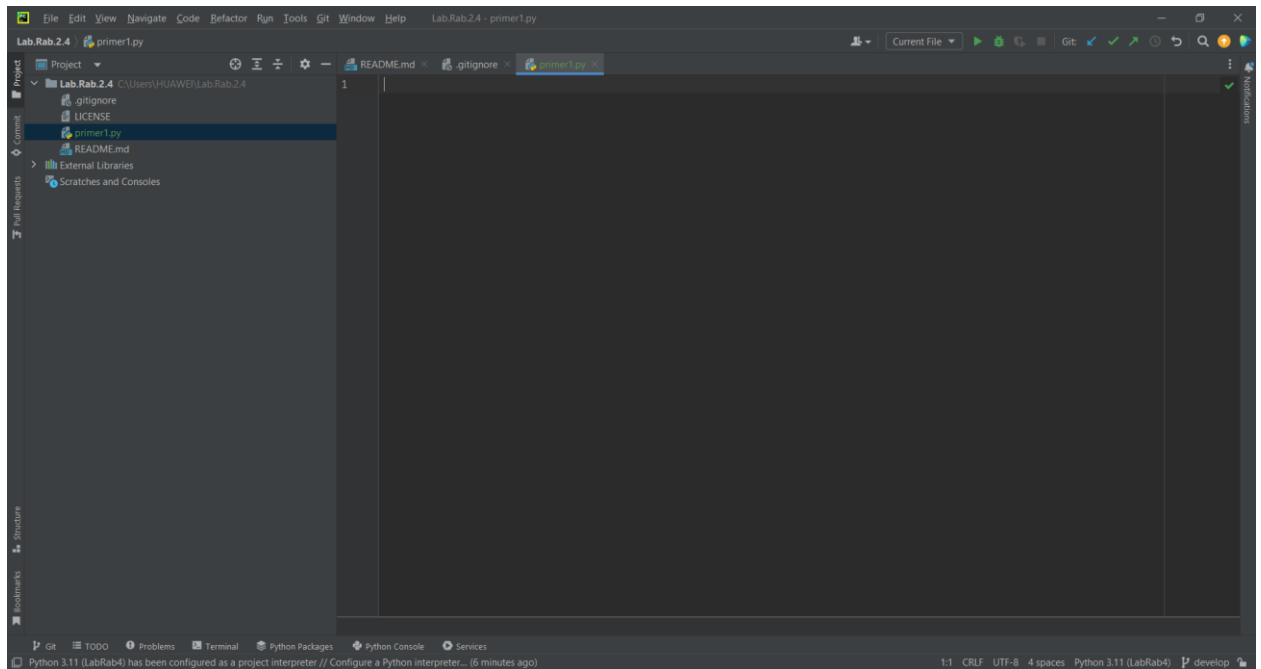 File Edit View Navigate Code Refactor Run Tools Git Window Help Lab.Rab.2.4 - primer1.py
Lab.Rab.2.4 primer1.py Current File Git:
Project README.md .gitignore primer1.py
Lab.Rab.2.4 C:\Users\HUAWEI\Lab.Rab.2.4 1
.gitignore
LICENSE
primer1.py
README.md
External Libraries
Scratches and Consoles
Project
Commit
Pull Requests
Structure
Bookmarks
Notifications
Git TODO Problems Terminal Python Packages Python Console Services
Python 3.11 (LabRab4) has been configured as a project interpreter // Configure a Python interpreter... (6 minutes ago) 1:1 CRLF UTF-8 4 spaces Python 3.11 (LabRab4) develop